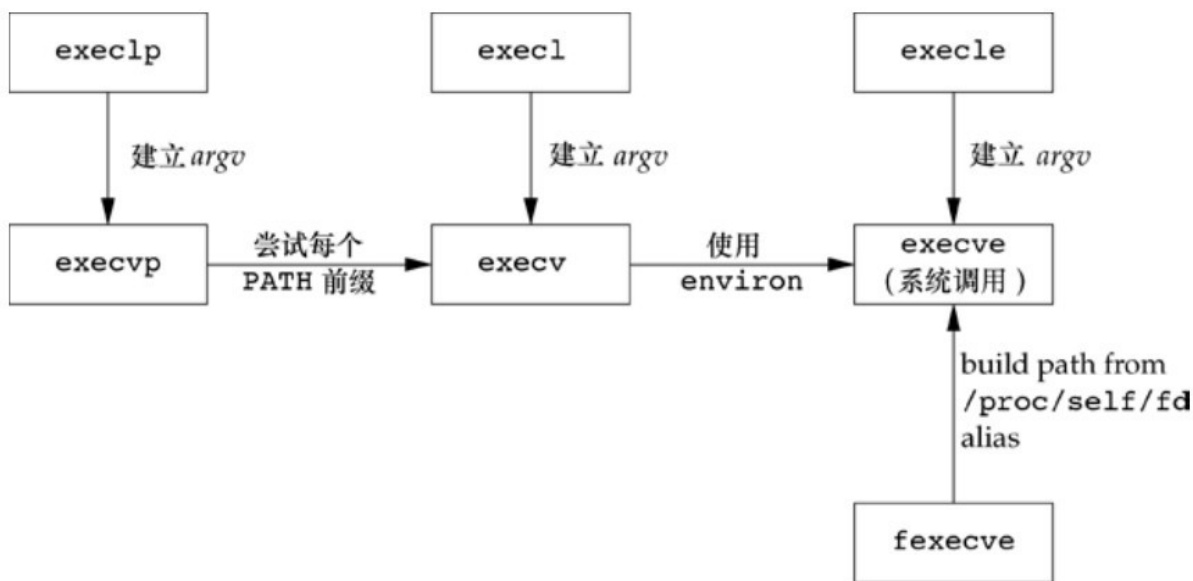 execlp
execl
execle
建立 argv
建立 argv
建立 argv
execvp
尝试每个
PATH 前缀
execv
使用
environ
execve
(系统调用)
build path from
/proc/self/fd
alias
fexecve